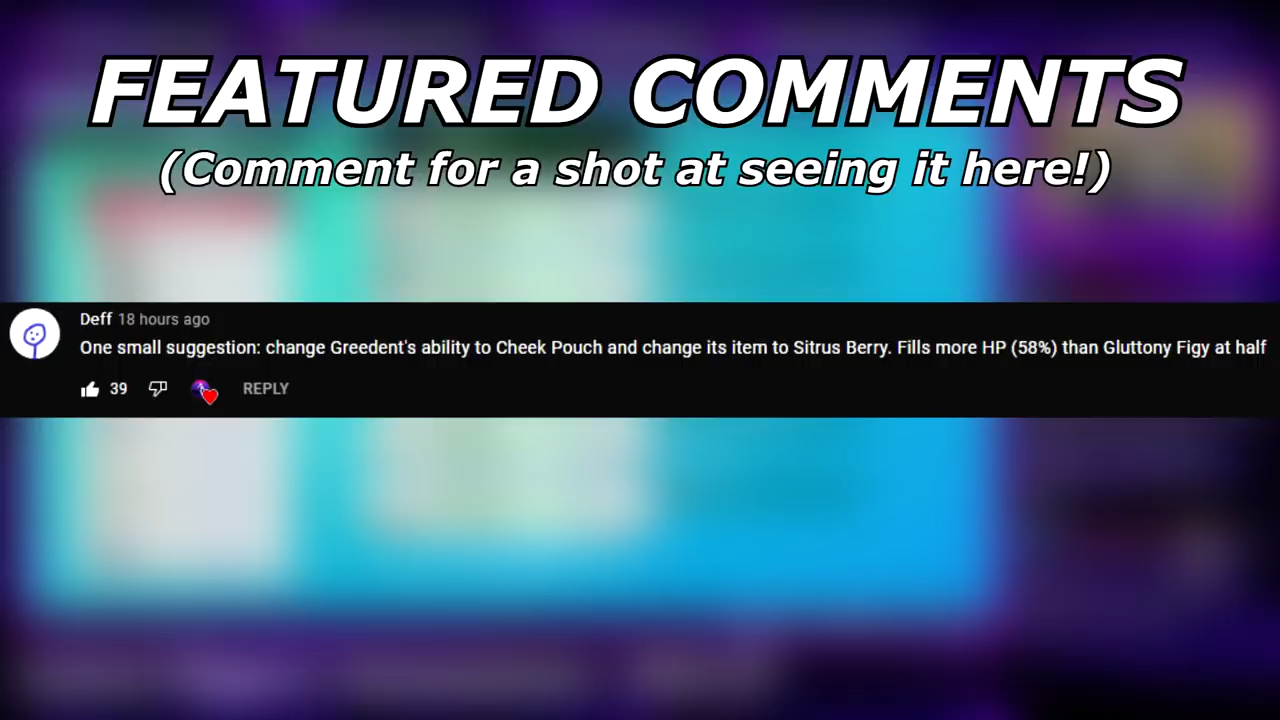 FEATURED COMMENTS
(Comment for a shot at seeing it here!)
Deff 18 hours ago
One small suggestion: change Greedent's ability to Cheek Pouch and change its item to Sitrus Berry. Fills more HP (58%) than Gluttony Figy at half
39 REPLY